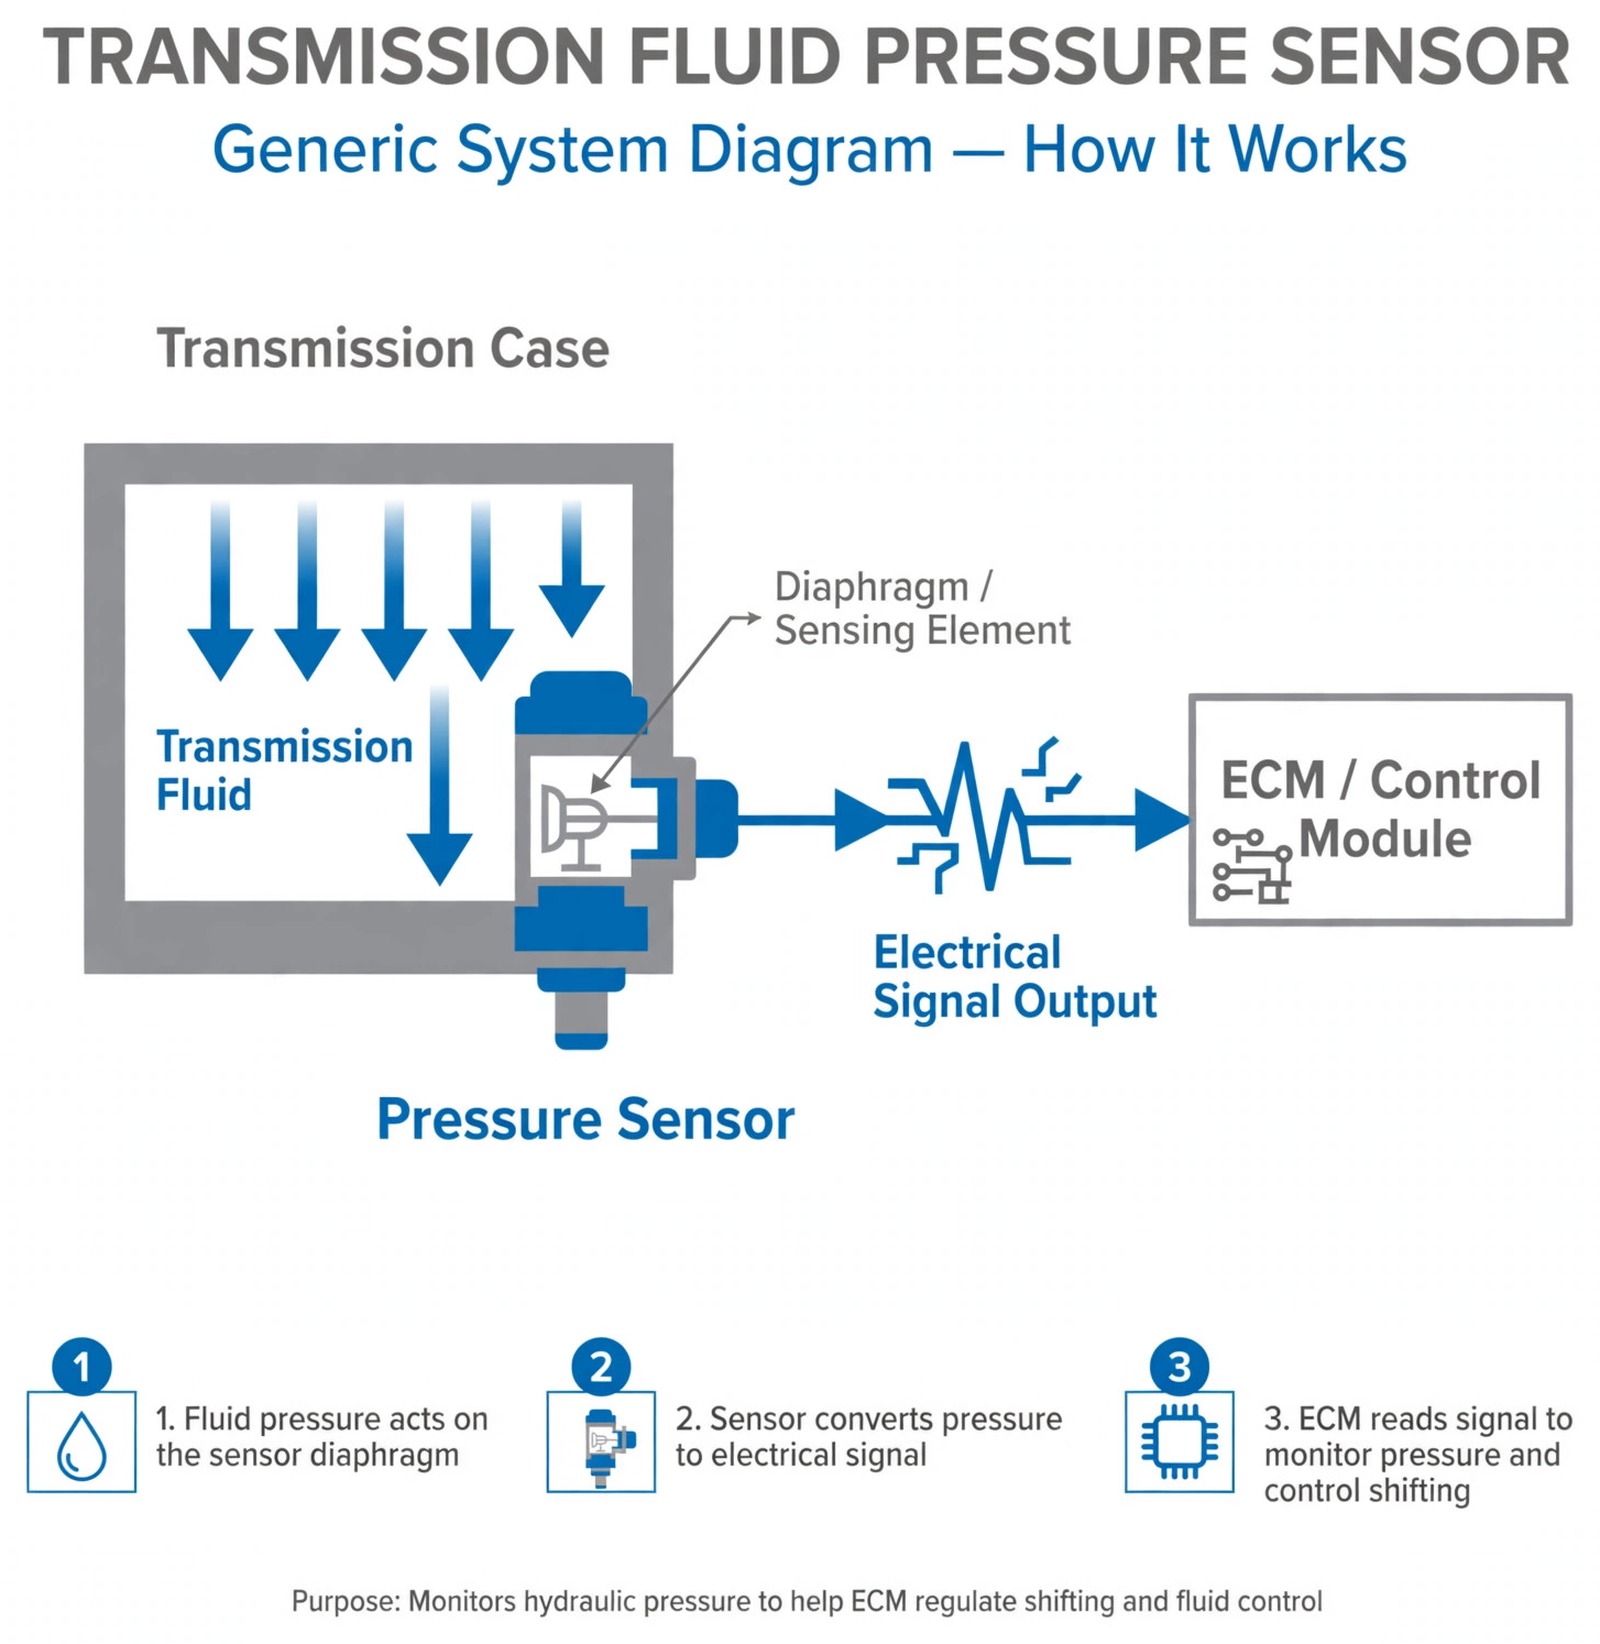 TRANSMISSION FLUID PRESSURE SENSOR
Generic System Diagram — How It Works
Transmission Case
Diaphragm /
Sensing Element
Transmission
Fluid
ECM / Control
Module
Electrical
Signal Output
Pressure Sensor
1
1. Fluid pressure acts on
the sensor diaphragm
2
2. Sensor converts pressure
to electrical signal
3
3. ECM reads signal to
monitor pressure and
control shifting
Purpose: Monitors hydraulic pressure to help ECM regulate shifting and fluid control